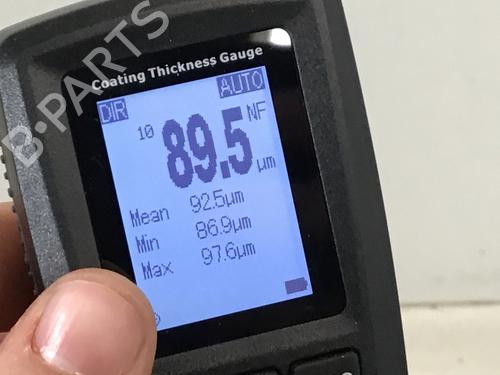 B-PARTS
Coating Thickness Gauge
DIR AUTO
10 89.5 NF µm
Mean 92.5µm
Min 86.9µm
Max 97.6µm